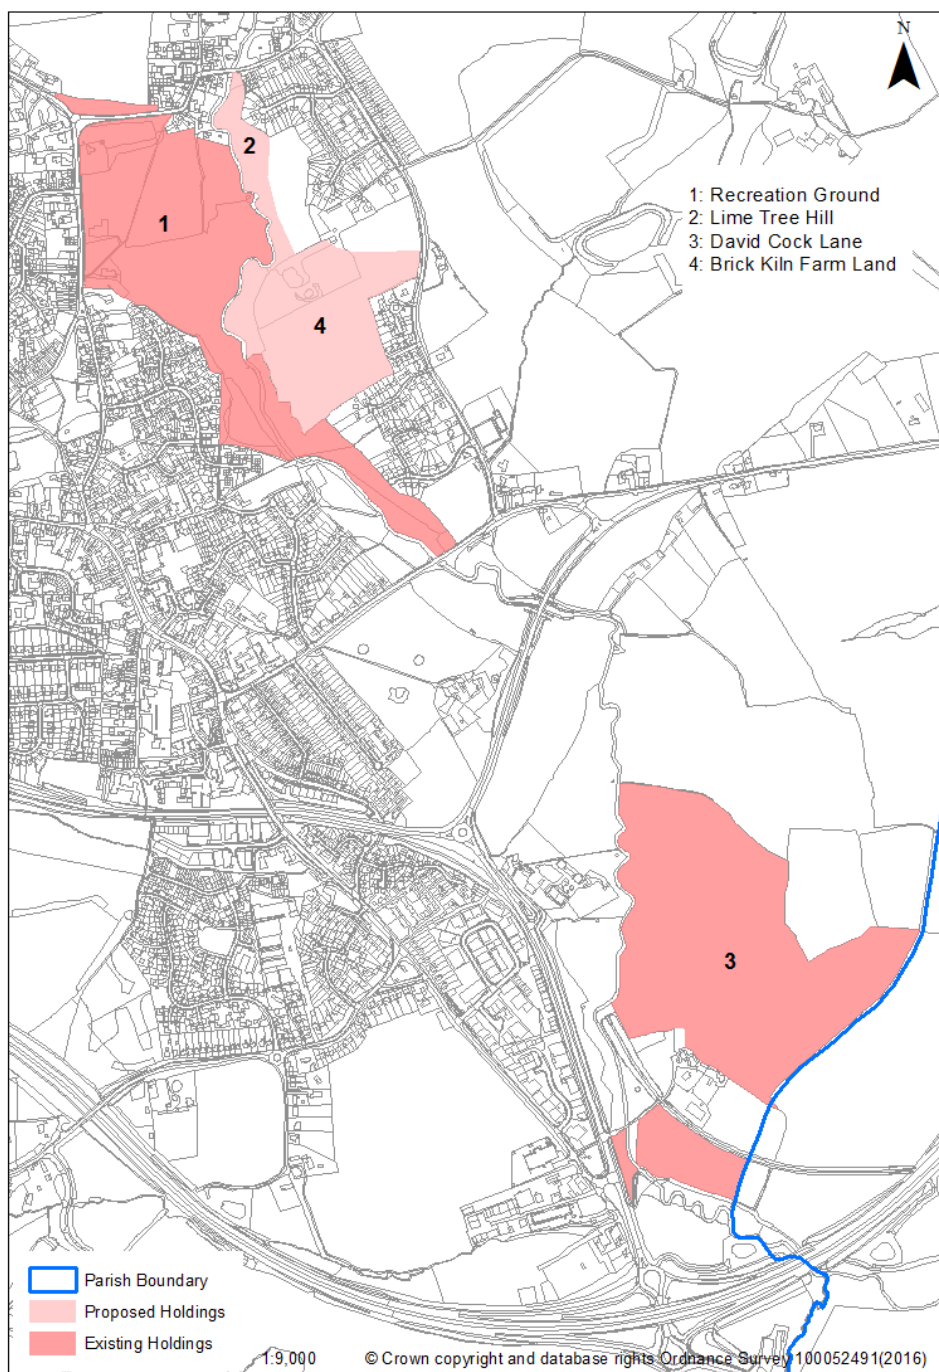 N
2
1: Recreation Ground
2: Lime Tree Hill
3: David Cock Lane
4: Brick Kiln Farm Land
1
4
3
Parish Boundary
Proposed Holdings
Existing Holdings
1:9,000 © Crown copyright and database rights Ordnance Survey 100052491(2016)